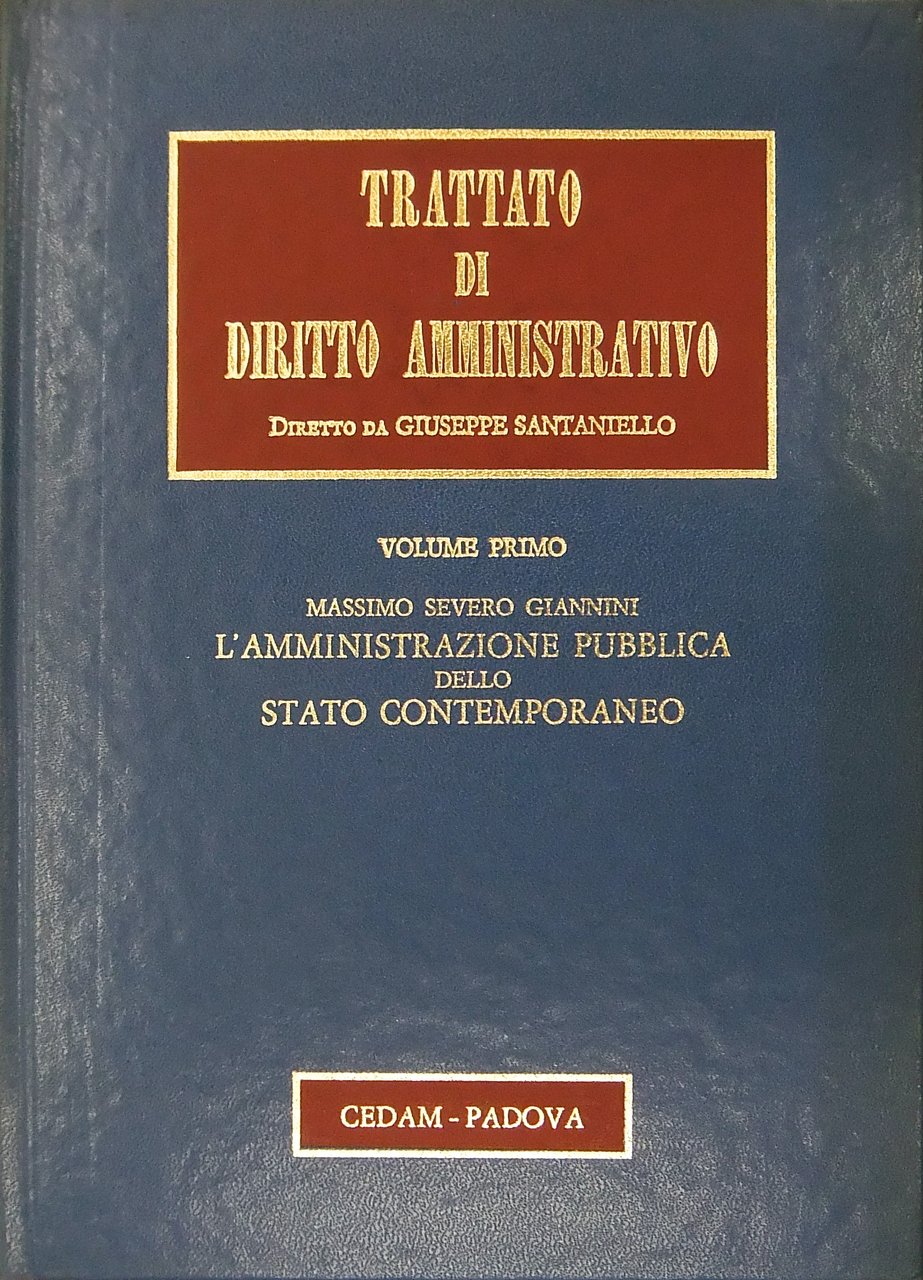 TRATTATO
DI
DIRITTO AMMINISTRATIVO
DIRETTO DA GIUSEPPE SANTANIELLO
VOLUME PRIMO
MASSIMO SEVERO GIANNINI
L'AMMINISTRAZIONE PUBBLICA
DELLO
STATO CONTEMPORANEO
CEDAM - PADOVA